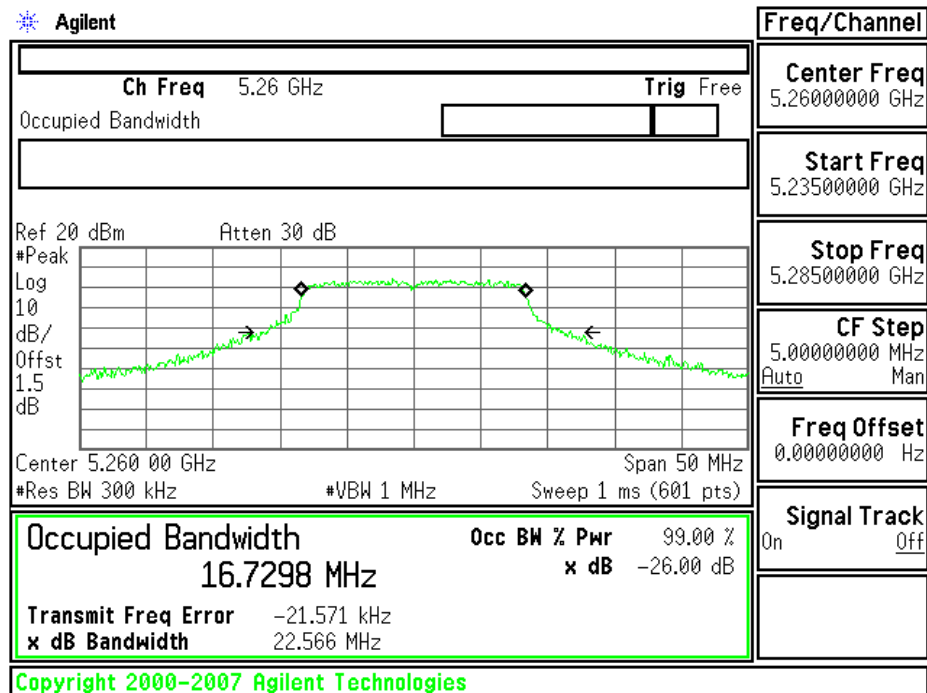 Agilent
Freq/Channel
Ch Freq 5.26 GHz Trig Free
Occupied Bandwidth
Center Freq
5.26000000 GHz
Start Freq
5.23500000 GHz
Stop Freq
5.28500000 GHz
CF Step
5.00000000 MHz
Auto Man
Freq Offset
0.00000000 Hz
Signal Track
On Off
Ref 20 dBm Atten 30 dB
#Peak
Log
10
dB/
Offst
1.5
dB
Center 5.260 00 GHz Span 50 MHz
#Res BW 300 kHz #VBW 1 MHz Sweep 1 ms (601 pts)
Occupied Bandwidth
16.7298 MHz
Occ BW % Pwr 99.00 %
x dB -26.00 dB
Transmit Freq Error -21.571 kHz
x dB Bandwidth 22.566 MHz
Copyright 2000-2007 Agilent Technologies